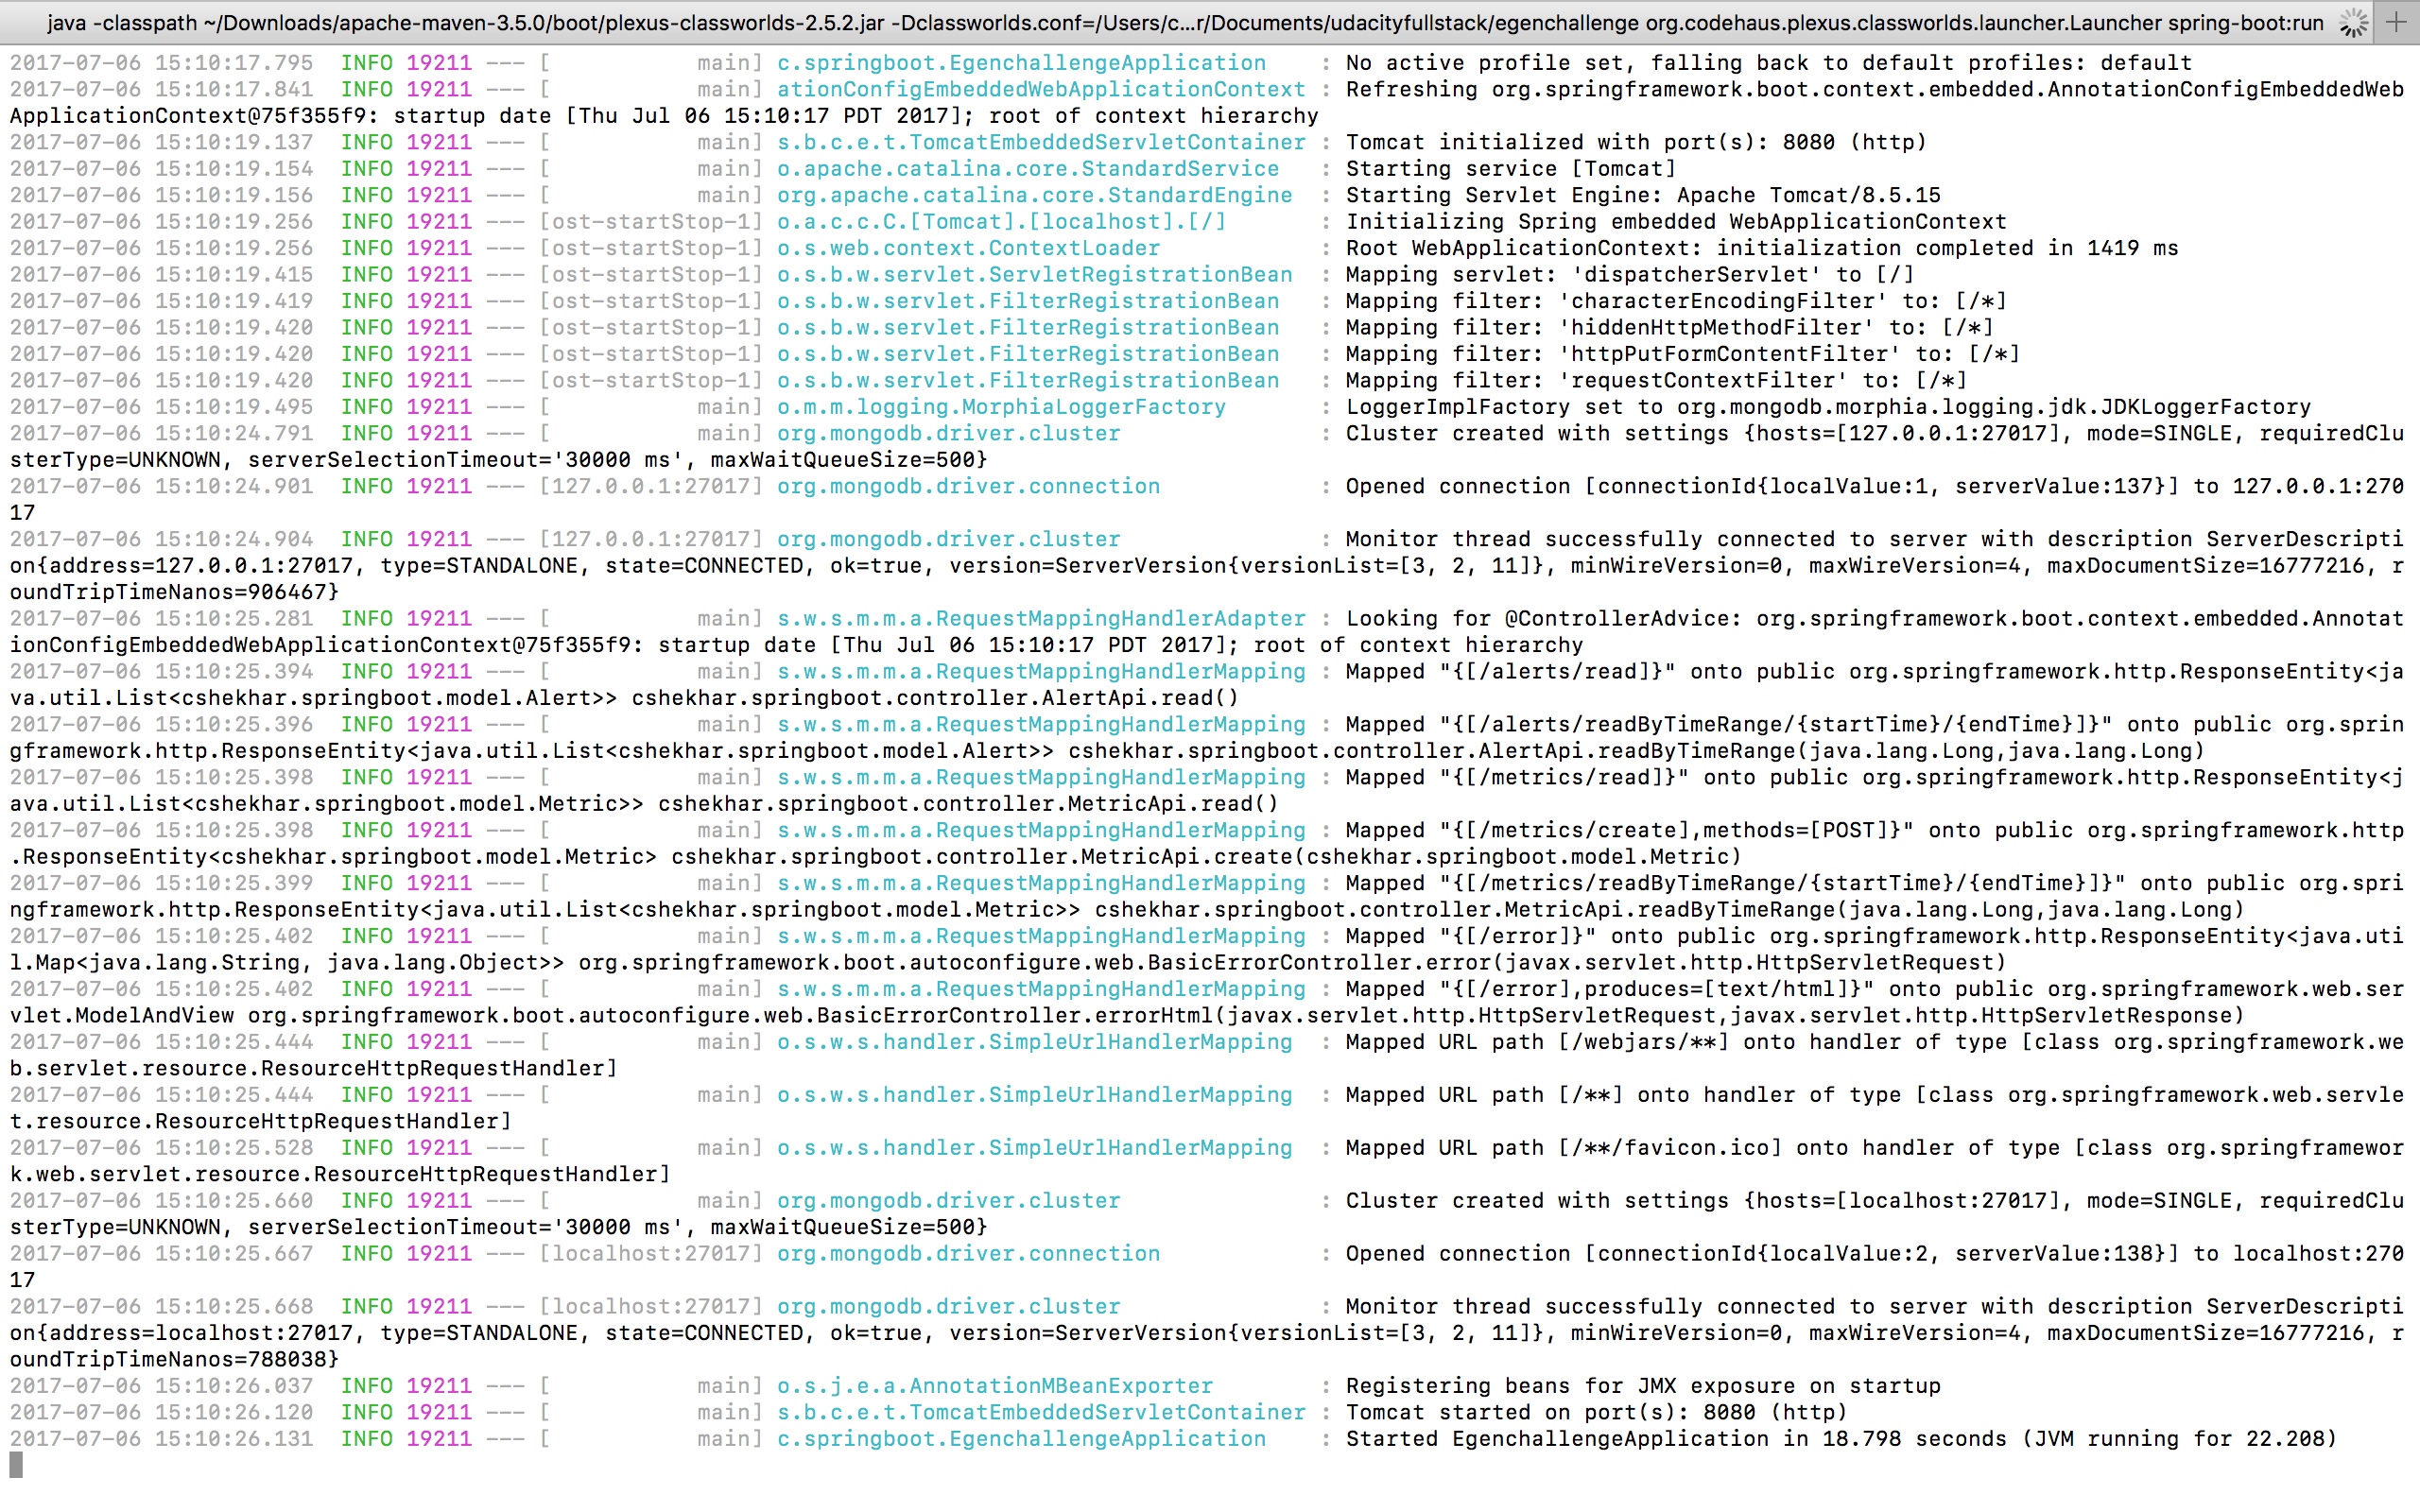 java -classpath ~/Downloads/apache-maven-3.5.0/boot/plexus-classworlds-2.5.2.jar -Dclassworlds.conf=/Users/c...r/Documents/udacityfullstack/egenchallenge org.codehaus.plexus.classworlds.launcher.Launcher spring-boot:run
2017-07-06 15:10:17.795  INFO 19211 --- [           main] c.springboot.EgenchallengeApplication    : No active profile set, falling back to default profiles: default
2017-07-06 15:10:17.841  INFO 19211 --- [           main] ationConfigEmbeddedWebApplicationContext : Refreshing org.springframework.boot.context.embedded.AnnotationConfigEmbeddedWeb
ApplicationContext@75f355f9: startup date [Thu Jul 06 15:10:17 PDT 2017]; root of context hierarchy
2017-07-06 15:10:19.137  INFO 19211 --- [           main] s.b.c.e.t.TomcatEmbeddedServletContainer : Tomcat initialized with port(s): 8080 (http)
2017-07-06 15:10:19.154  INFO 19211 --- [           main] o.apache.catalina.core.StandardService   : Starting service [Tomcat]
2017-07-06 15:10:19.156  INFO 19211 --- [           main] org.apache.catalina.core.StandardEngine  : Starting Servlet Engine: Apache Tomcat/8.5.15
2017-07-06 15:10:19.256  INFO 19211 --- [ost-startStop-1] o.a.c.c.C.[Tomcat].[localhost].[/]       : Initializing Spring embedded WebApplicationContext
2017-07-06 15:10:19.256  INFO 19211 --- [ost-startStop-1] o.s.web.context.ContextLoader            : Root WebApplicationContext: initialization completed in 1419 ms
2017-07-06 15:10:19.415  INFO 19211 --- [ost-startStop-1] o.s.b.w.servlet.ServletRegistrationBean  : Mapping servlet: 'dispatcherServlet' to [/]
2017-07-06 15:10:19.419  INFO 19211 --- [ost-startStop-1] o.s.b.w.servlet.FilterRegistrationBean   : Mapping filter: 'characterEncodingFilter' to: [/*]
2017-07-06 15:10:19.420  INFO 19211 --- [ost-startStop-1] o.s.b.w.servlet.FilterRegistrationBean   : Mapping filter: 'hiddenHttpMethodFilter' to: [/*]
2017-07-06 15:10:19.420  INFO 19211 --- [ost-startStop-1] o.s.b.w.servlet.FilterRegistrationBean   : Mapping filter: 'httpPutFormContentFilter' to: [/*]
2017-07-06 15:10:19.420  INFO 19211 --- [ost-startStop-1] o.s.b.w.servlet.FilterRegistrationBean   : Mapping filter: 'requestContextFilter' to: [/*]
2017-07-06 15:10:19.495  INFO 19211 --- [           main] o.m.m.logging.MorphiaLoggerFactory       : LoggerImplFactory set to org.mongodb.morphia.logging.jdk.JDKLoggerFactory
2017-07-06 15:10:24.791  INFO 19211 --- [           main] org.mongodb.driver.cluster               : Cluster created with settings {hosts=[127.0.0.1:27017], mode=SINGLE, requiredClu
sterType=UNKNOWN, serverSelectionTimeout='30000 ms', maxWaitQueueSize=500}
2017-07-06 15:10:24.901  INFO 19211 --- [127.0.0.1:27017] org.mongodb.driver.connection            : Opened connection [connectionId{localValue:1, serverValue:137}] to 127.0.0.1:270
17
2017-07-06 15:10:24.904  INFO 19211 --- [127.0.0.1:27017] org.mongodb.driver.cluster               : Monitor thread successfully connected to server with description ServerDescripti
on{address=127.0.0.1:27017, type=STANDALONE, state=CONNECTED, ok=true, version=ServerVersion{versionList=[3, 2, 11]}, minWireVersion=0, maxWireVersion=4, maxDocumentSize=16777216, r
oundTripTimeNanos=906467}
2017-07-06 15:10:25.281  INFO 19211 --- [           main] s.w.s.m.m.a.RequestMappingHandlerAdapter : Looking for @ControllerAdvice: org.springframework.boot.context.embedded.Annotat
ionConfigEmbeddedWebApplicationContext@75f355f9: startup date [Thu Jul 06 15:10:17 PDT 2017]; root of context hierarchy
2017-07-06 15:10:25.394  INFO 19211 --- [           main] s.w.s.m.m.a.RequestMappingHandlerMapping : Mapped "{[/alerts/read]}" onto public org.springframework.http.ResponseEntity<ja
va.util.List<cshekhar.springboot.model.Alert>> cshekhar.springboot.controller.AlertApi.read()
2017-07-06 15:10:25.396  INFO 19211 --- [           main] s.w.s.m.m.a.RequestMappingHandlerMapping : Mapped "{[/alerts/readByTimeRange/{startTime}/{endTime}]}" onto public org.sprin
gframework.http.ResponseEntity<java.util.List<cshekhar.springboot.model.Alert>> cshekhar.springboot.controller.AlertApi.readByTimeRange(java.lang.Long,java.lang.Long)
2017-07-06 15:10:25.398  INFO 19211 --- [           main] s.w.s.m.m.a.RequestMappingHandlerMapping : Mapped "{[/metrics/read]}" onto public org.springframework.http.ResponseEntity<j
ava.util.List<cshekhar.springboot.model.Metric>> cshekhar.springboot.controller.MetricApi.read()
2017-07-06 15:10:25.398  INFO 19211 --- [           main] s.w.s.m.m.a.RequestMappingHandlerMapping : Mapped "{[/metrics/create],methods=[POST]}" onto public org.springframework.http
.ResponseEntity<cshekhar.springboot.model.Metric> cshekhar.springboot.controller.MetricApi.create(cshekhar.springboot.model.Metric)
2017-07-06 15:10:25.399  INFO 19211 --- [           main] s.w.s.m.m.a.RequestMappingHandlerMapping : Mapped "{[/metrics/readByTimeRange/{startTime}/{endTime}]}" onto public org.spri
ngframework.http.ResponseEntity<java.util.List<cshekhar.springboot.model.Metric>> cshekhar.springboot.controller.MetricApi.readByTimeRange(java.lang.Long,java.lang.Long)
2017-07-06 15:10:25.402  INFO 19211 --- [           main] s.w.s.m.m.a.RequestMappingHandlerMapping : Mapped "{[/error]}" onto public org.springframework.http.ResponseEntity<java.uti
l.Map<java.lang.String, java.lang.Object>> org.springframework.boot.autoconfigure.web.BasicErrorController.error(javax.servlet.http.HttpServletRequest)
2017-07-06 15:10:25.402  INFO 19211 --- [           main] s.w.s.m.m.a.RequestMappingHandlerMapping : Mapped "{[/error],produces=[text/html]}" onto public org.springframework.web.ser
vlet.ModelAndView org.springframework.boot.autoconfigure.web.BasicErrorController.errorHtml(javax.servlet.http.HttpServletRequest,javax.servlet.http.HttpServletResponse)
2017-07-06 15:10:25.444  INFO 19211 --- [           main] o.s.w.s.handler.SimpleUrlHandlerMapping  : Mapped URL path [/webjars/**] onto handler of type [class org.springframework.we
b.servlet.resource.ResourceHttpRequestHandler]
2017-07-06 15:10:25.444  INFO 19211 --- [           main] o.s.w.s.handler.SimpleUrlHandlerMapping  : Mapped URL path [/**] onto handler of type [class org.springframework.web.servle
t.resource.ResourceHttpRequestHandler]
2017-07-06 15:10:25.528  INFO 19211 --- [           main] o.s.w.s.handler.SimpleUrlHandlerMapping  : Mapped URL path [/**/favicon.ico] onto handler of type [class org.springframewor
k.web.servlet.resource.ResourceHttpRequestHandler]
2017-07-06 15:10:25.660  INFO 19211 --- [           main] org.mongodb.driver.cluster               : Cluster created with settings {hosts=[localhost:27017], mode=SINGLE, requiredClu
sterType=UNKNOWN, serverSelectionTimeout='30000 ms', maxWaitQueueSize=500}
2017-07-06 15:10:25.667  INFO 19211 --- [localhost:27017] org.mongodb.driver.connection            : Opened connection [connectionId{localValue:2, serverValue:138}] to localhost:270
17
2017-07-06 15:10:25.668  INFO 19211 --- [localhost:27017] org.mongodb.driver.cluster               : Monitor thread successfully connected to server with description ServerDescripti
on{address=localhost:27017, type=STANDALONE, state=CONNECTED, ok=true, version=ServerVersion{versionList=[3, 2, 11]}, minWireVersion=0, maxWireVersion=4, maxDocumentSize=16777216, r
oundTripTimeNanos=788038}
2017-07-06 15:10:26.037  INFO 19211 --- [           main] o.s.j.e.a.AnnotationMBeanExporter        : Registering beans for JMX exposure on startup
2017-07-06 15:10:26.120  INFO 19211 --- [           main] s.b.c.e.t.TomcatEmbeddedServletContainer : Tomcat started on port(s): 8080 (http)
2017-07-06 15:10:26.131  INFO 19211 --- [           main] c.springboot.EgenchallengeApplication    : Started EgenchallengeApplication in 18.798 seconds (JVM running for 22.208)